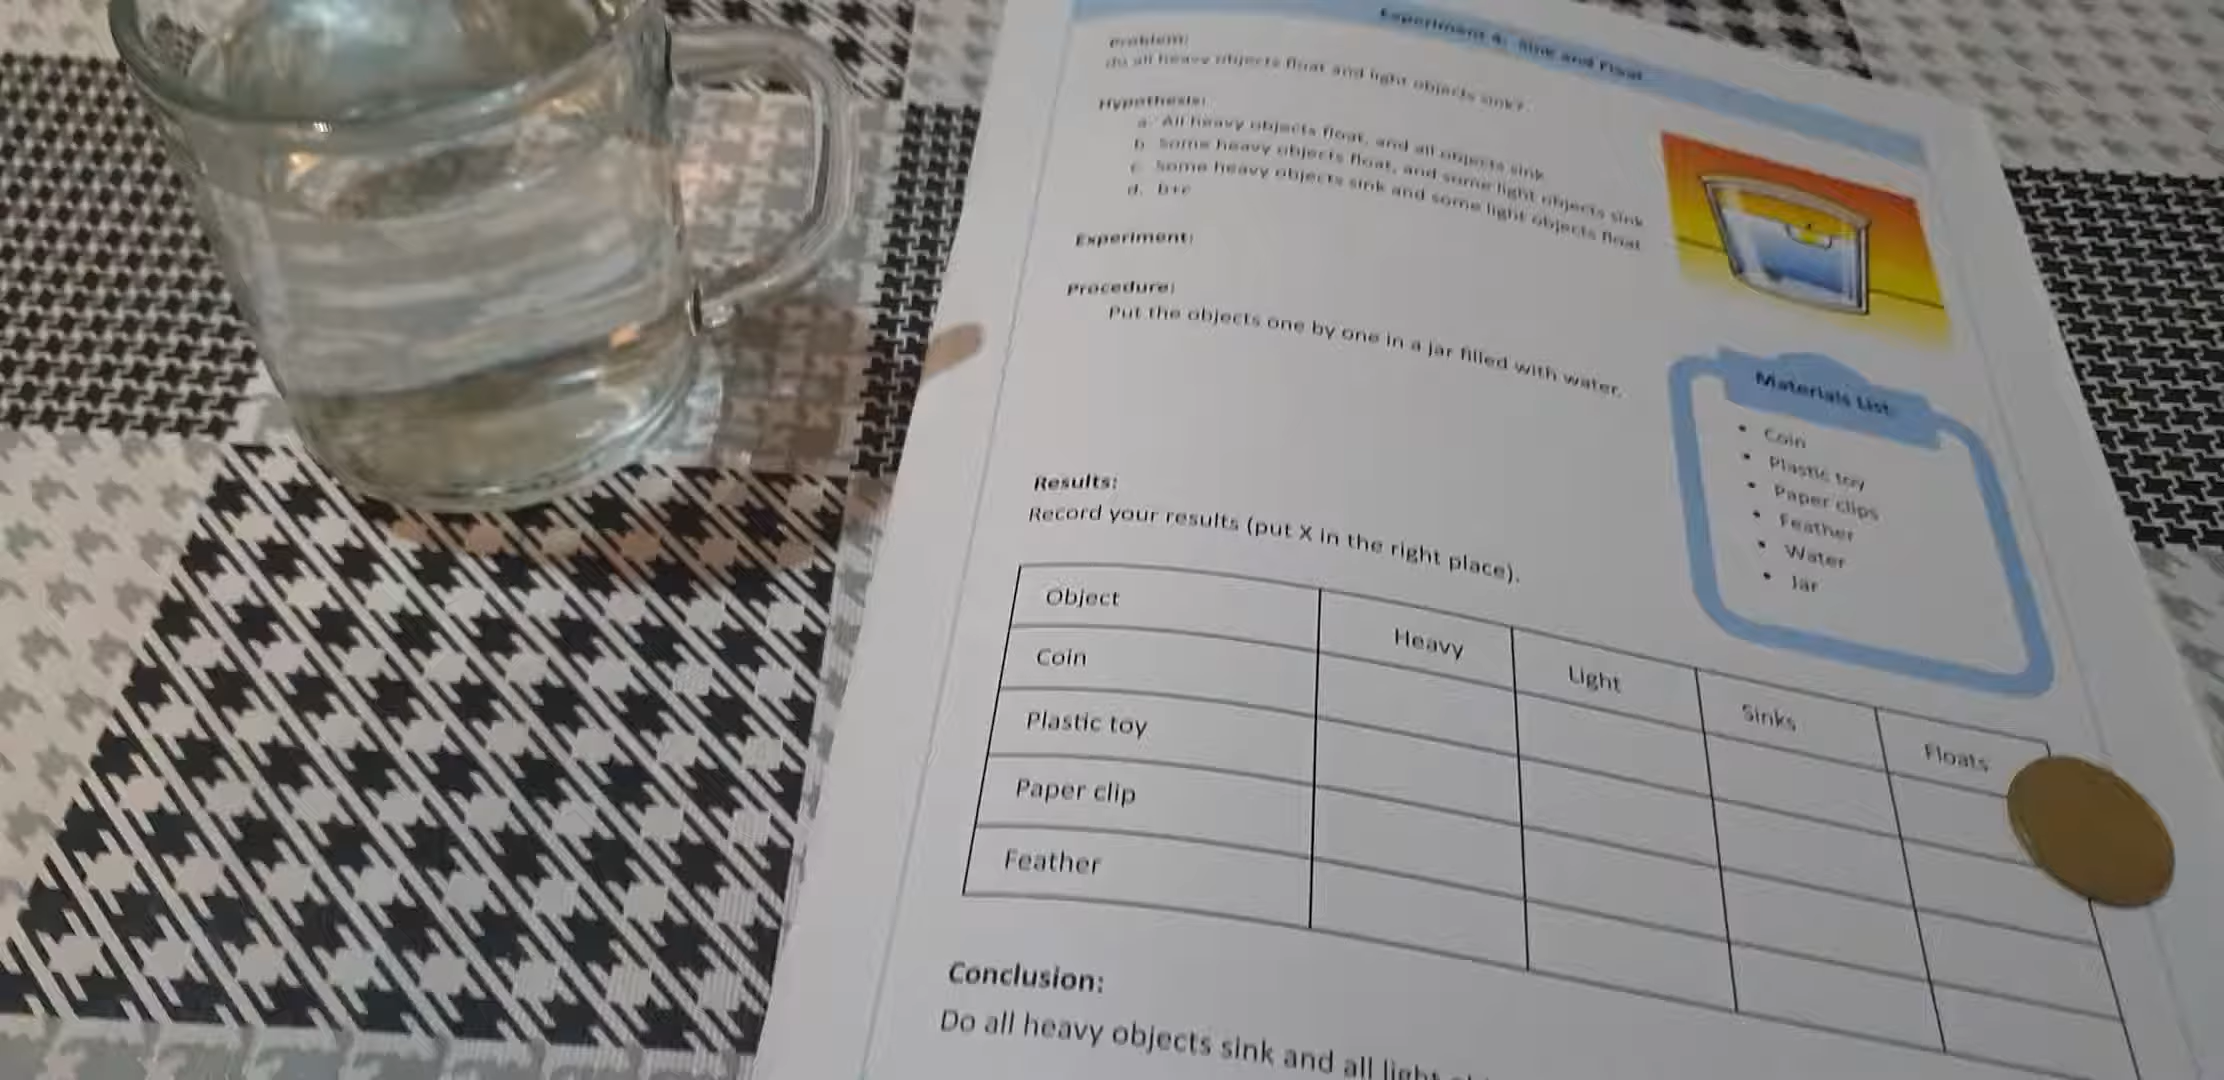 Experiment 4: Sink and Float
Problem:
do all heavy objects float and light objects sink?
Hypothesis:
a. All heavy objects float, and all objects sink
b. Some heavy objects float, and some light objects sink
c. Some heavy objects sink and some light objects float
d. b+c
Experiment:
Procedure:
Put the objects one by one in a jar filled with water.
Materials List
• Coin
• Plastic toy
• Paper clips
• Feather
• Water
• Jar
Results:
Record your results (put X in the right place).
Object Heavy Light Sinks Floats
Coin
Plastic toy
Paper clip
Feather
Conclusion:
Do all heavy objects sink and all light